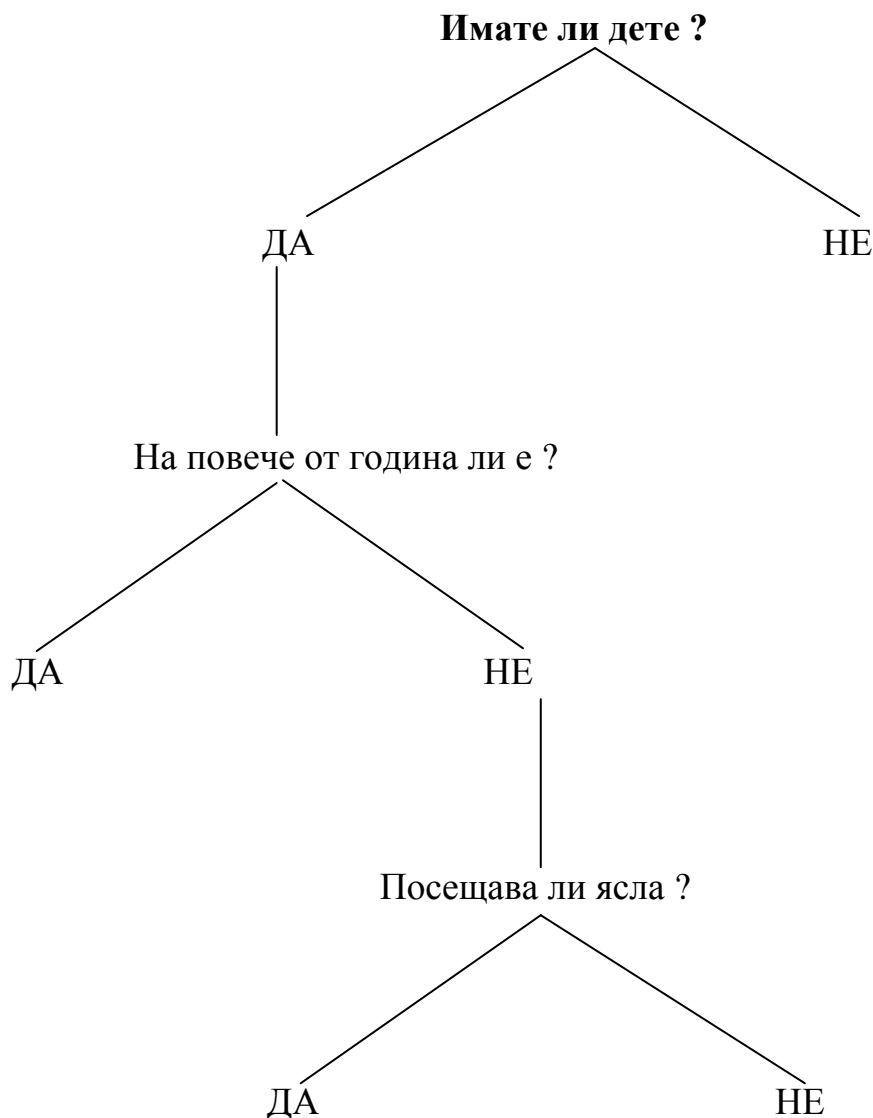 Имате ли дете ?
ДА НЕ
На повече от година ли е ?
ДА НЕ
Посещава ли ясла ?
ДА НЕ